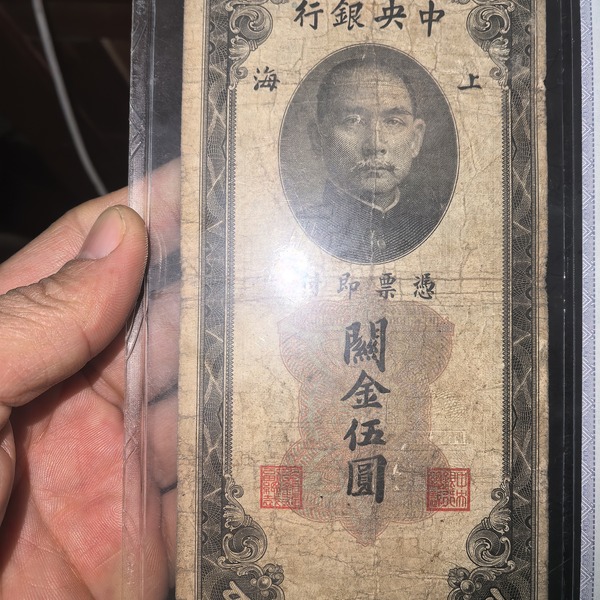 中央銀行
上海
憑票即付
關金伍圓